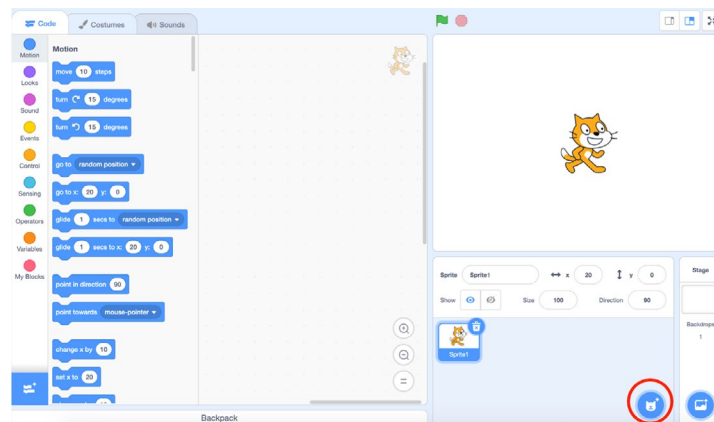 Code
Costumes
Sounds
Motion
Looks
Sound
Events
Control
Sensing
Operators
Variables
My Blocks
Motion
move 10 steps
turn 15 degrees
turn 15 degrees
go to random position
go to x: 20 y: 0
glide 1 secs to random position
glide 1 secs to x: 20 y: 0
point in direction 90
point towards mouse-pointer
change x by 10
set x to 20
Backpack
Sprite Sprite1 x 20 y 0
Show Size 100 Direction 90
Sprite1
Stage
Backdrops
1